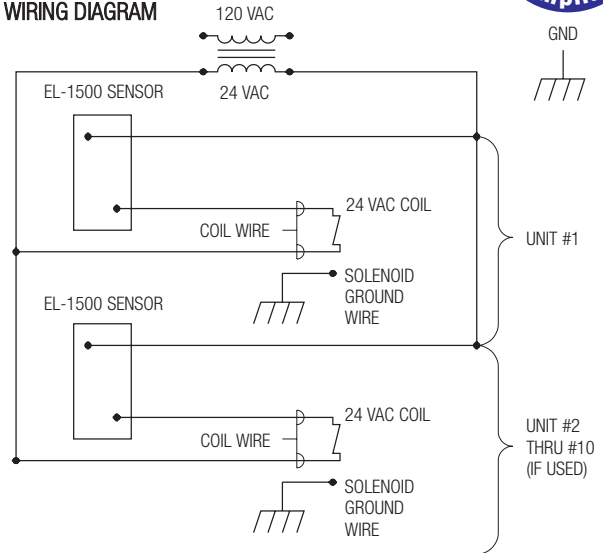 WIRING DIAGRAM
120 VAC
GND
24 VAC
EL-1500 SENSOR
24 VAC COIL
COIL WIRE
UNIT #1
SOLENOID
GROUND
WIRE
EL-1500 SENSOR
24 VAC COIL
COIL WIRE
UNIT #2
THRU #10
(IF USED)
SOLENOID
GROUND
WIRE